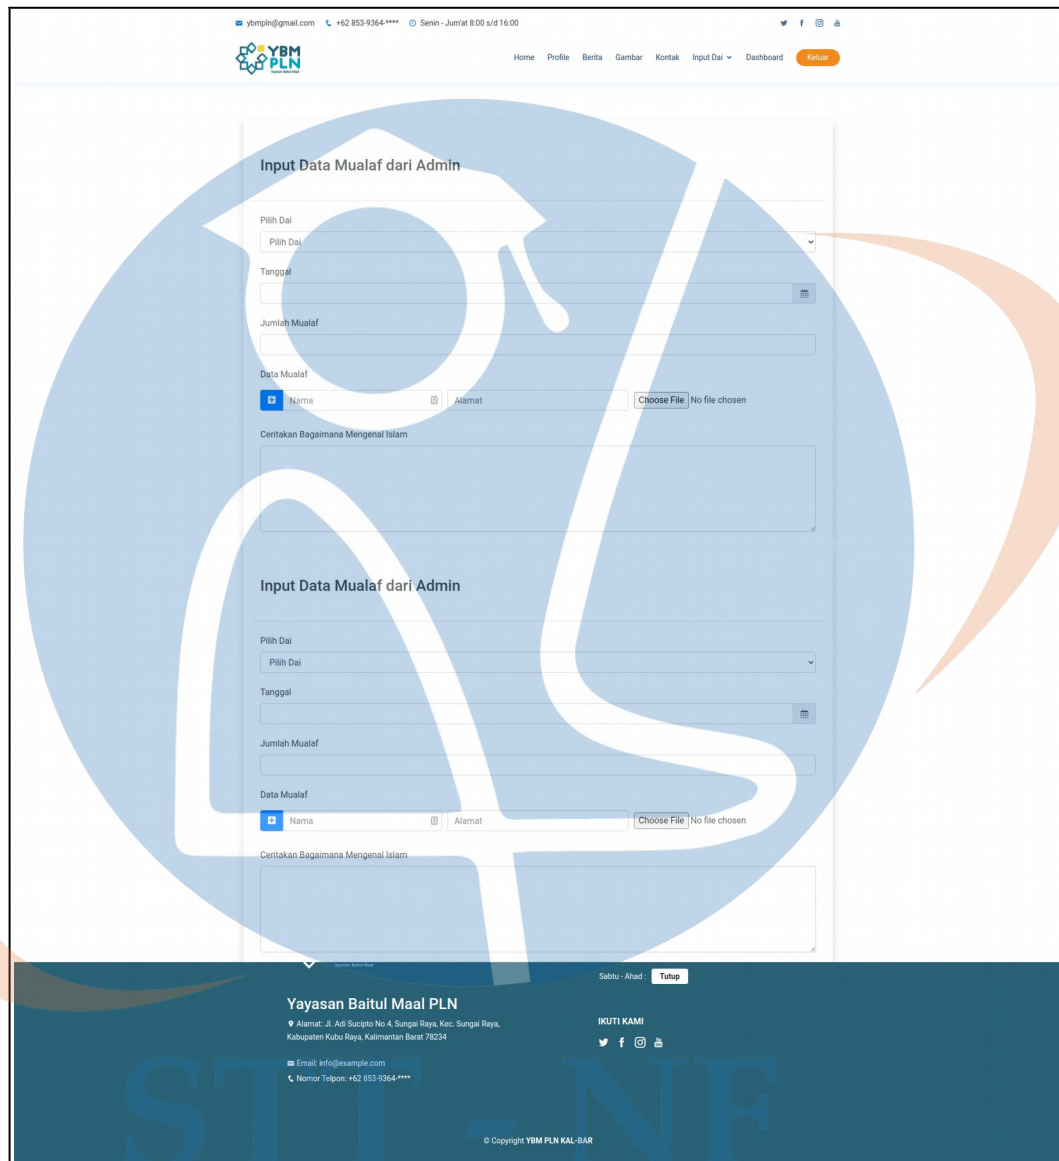 ybmpln@gmail.com +62 853-9364-**** Senin - Jum'at 8:00 s/d 16:00
YBM
PLN
Yayasan Baitul Maal
Home Profile Berita Gambar Kontak Input Dai Dashboard Keluar
Input Data Mualaf dari Admin
Pilih Dai
Pilih Dai
Tanggal
Jumlah Mualaf
Data Mualaf
Nama Alamat Choose File No file chosen
Ceritakan Bagaimana Mengenal Islam
Input Data Mualaf dari Admin
Pilih Dai
Pilih Dai
Tanggal
Jumlah Mualaf
Data Mualaf
Nama Alamat Choose File No file chosen
Ceritakan Bagaimana Mengenal Islam
Yayasan Baitul Maal
Sabtu - Ahad : Tutup
Yayasan Baitul Maal PLN
Alamat: Jl. Adi Sucipto No.4, Sungai Raya, Kec. Sungai Raya,
Kabupaten Kubu Raya, Kalimantan Barat 78234
IKUTI KAMI
Email: info@example.com
Nomor Telpon: +62 853-9364-****
STT - NF
© Copyright YBM PLN KAL-BAR